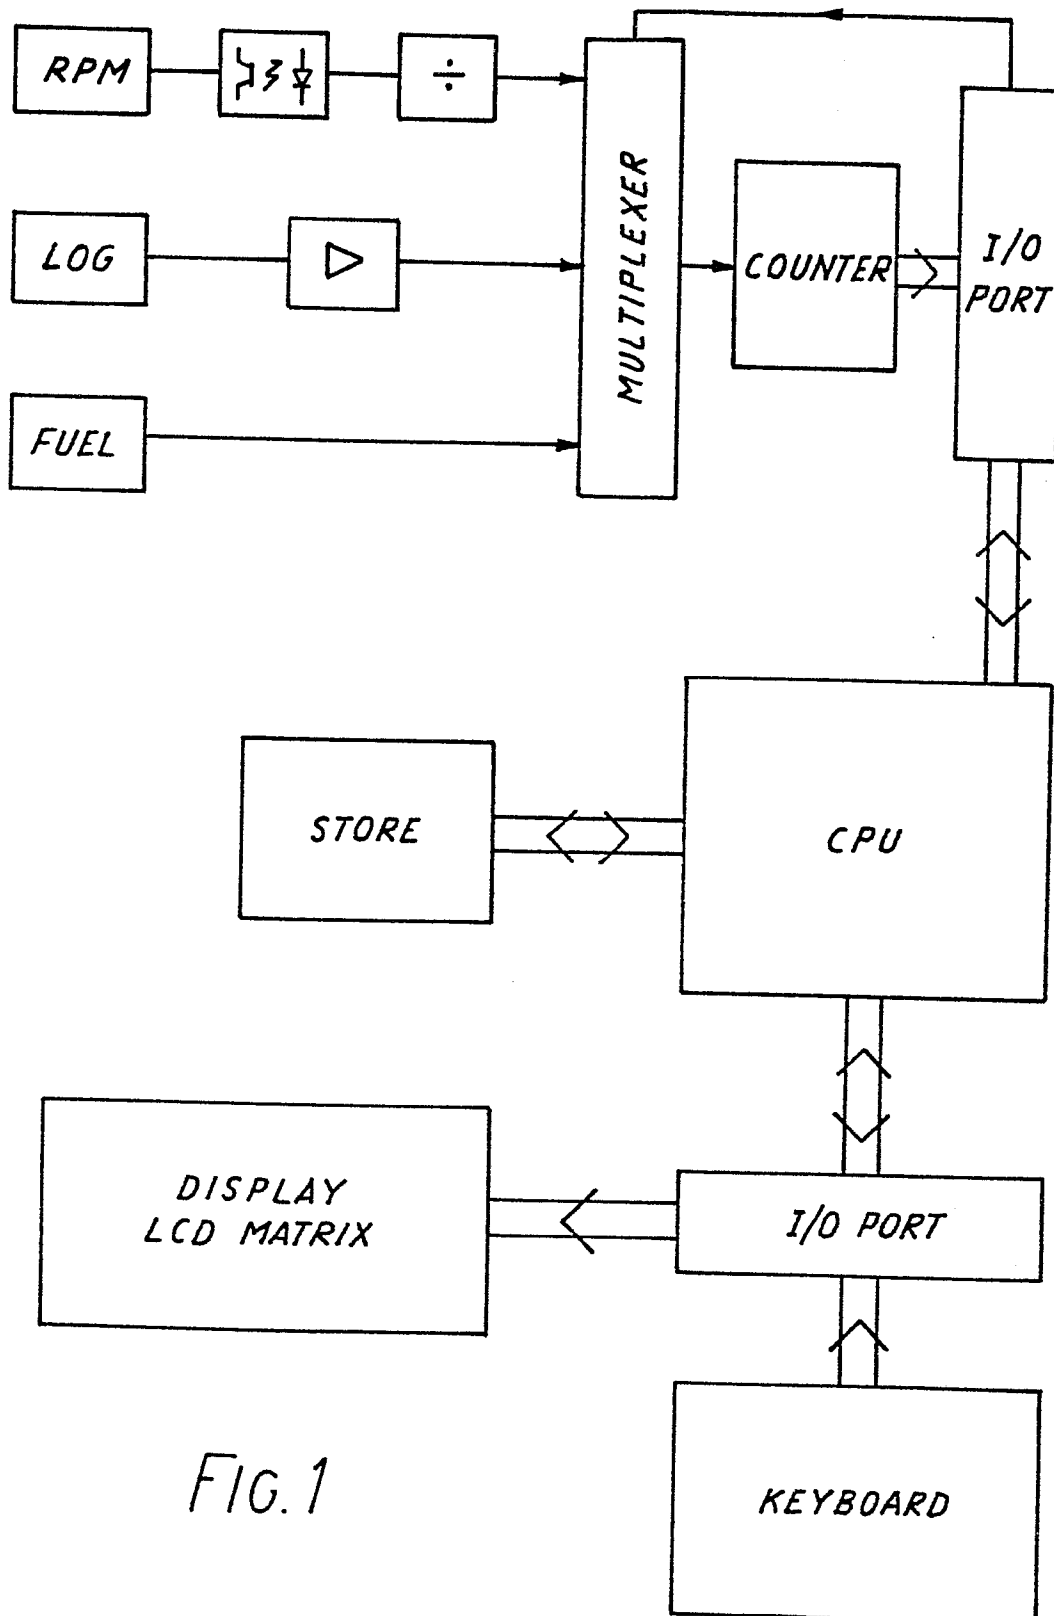 RPM
÷
LOG
FUEL
MULTIPLEXER
COUNTER
I/O
PORT
STORE
CPU
DISPLAY
LCD MATRIX
I/O PORT
KEYBOARD
FIG. 1